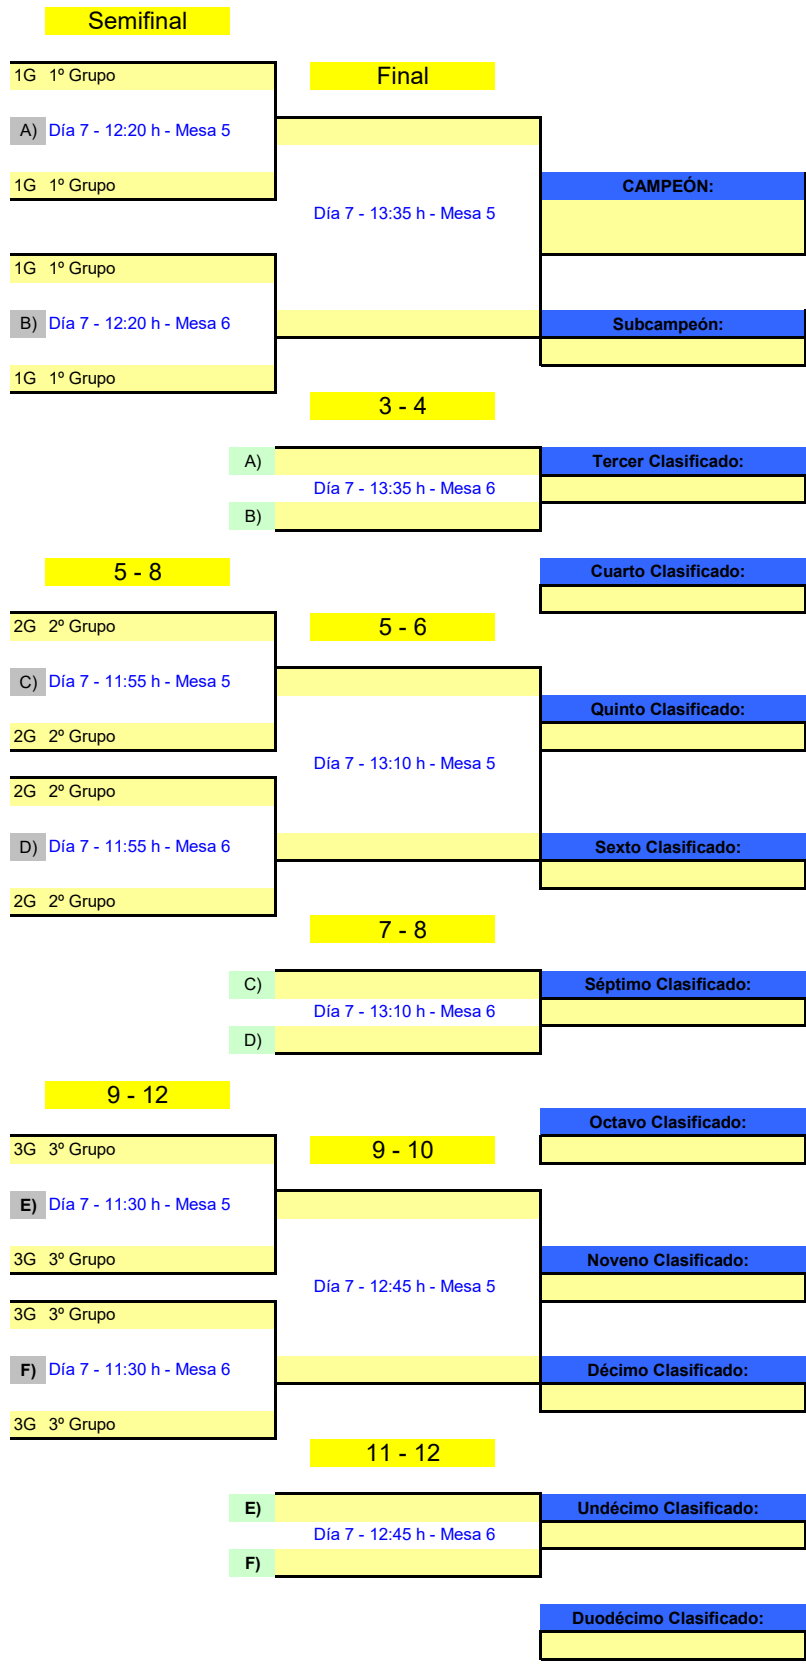 Semifinal
1G 1º Grupo
Final
A) Día 7 - 12:20 h - Mesa 5
1G 1º Grupo
CAMPEÓN:
Día 7 - 13:35 h - Mesa 5
1G 1º Grupo
B) Día 7 - 12:20 h - Mesa 6
Subcampeón:
1G 1º Grupo
3 - 4
A)
Tercer Clasificado:
Día 7 - 13:35 h - Mesa 6
B)
5 - 8
Cuarto Clasificado:
2G 2º Grupo
5 - 6
C) Día 7 - 11:55 h - Mesa 5
Quinto Clasificado:
2G 2º Grupo
Día 7 - 13:10 h - Mesa 5
2G 2º Grupo
D) Día 7 - 11:55 h - Mesa 6
Sexto Clasificado:
2G 2º Grupo
7 - 8
C)
Séptimo Clasificado:
Día 7 - 13:10 h - Mesa 6
D)
9 - 12
Octavo Clasificado:
3G 3º Grupo
9 - 10
E) Día 7 - 11:30 h - Mesa 5
3G 3º Grupo
Noveno Clasificado:
Día 7 - 12:45 h - Mesa 5
3G 3º Grupo
F) Día 7 - 11:30 h - Mesa 6
Décimo Clasificado:
3G 3º Grupo
11 - 12
E)
Undécimo Clasificado:
Día 7 - 12:45 h - Mesa 6
F)
Duodécimo Clasificado: